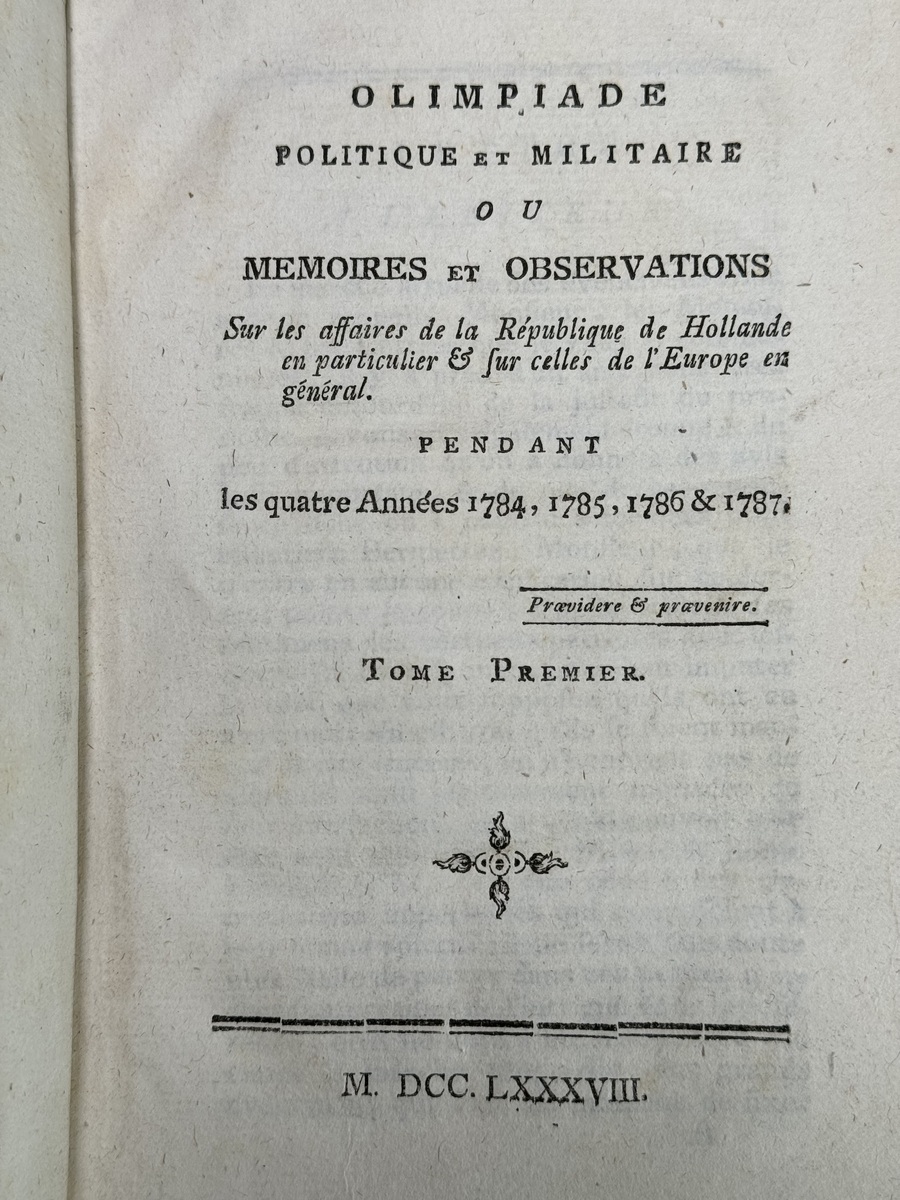 OLIMPIADE
POLITIQUE ET MILITAIRE
OU
MEMOIRES ET OBSERVATIONS
Sur les affaires de la République de Hollande
en particulier & ſur celles de l'Europe en
général.
PENDANT
les quatre Années 1784, 1785, 1786 & 1787.
Prævidere & prævenire.
TOME PREMIER.
M. DCC. LXXXVIII.